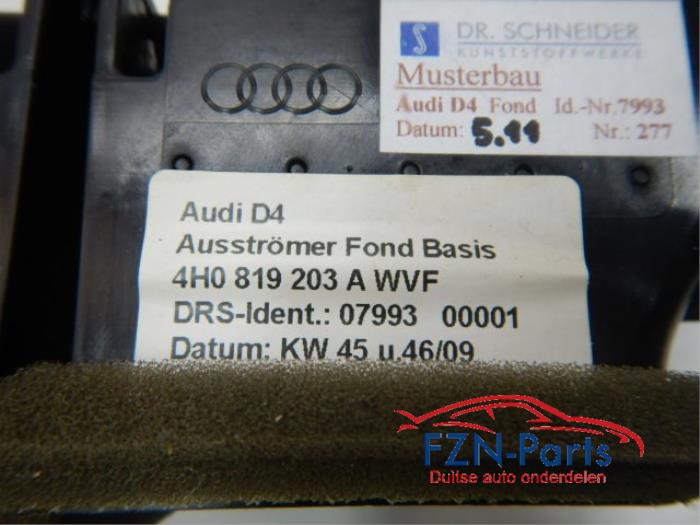 DR. SCHNEIDER
KUNSTSTOFFWERKE
Musterbau
Audi D4 Fond Id.-Nr.7993
Datum: 5.11 Nr.: 277
Audi D4
Ausströmer Fond Basis
4H0 819 203 A WVF
DRS-Ident.: 07993 00001
Datum: KW 45 u.46/09
FZN-Parts
Duitse auto onderdelen